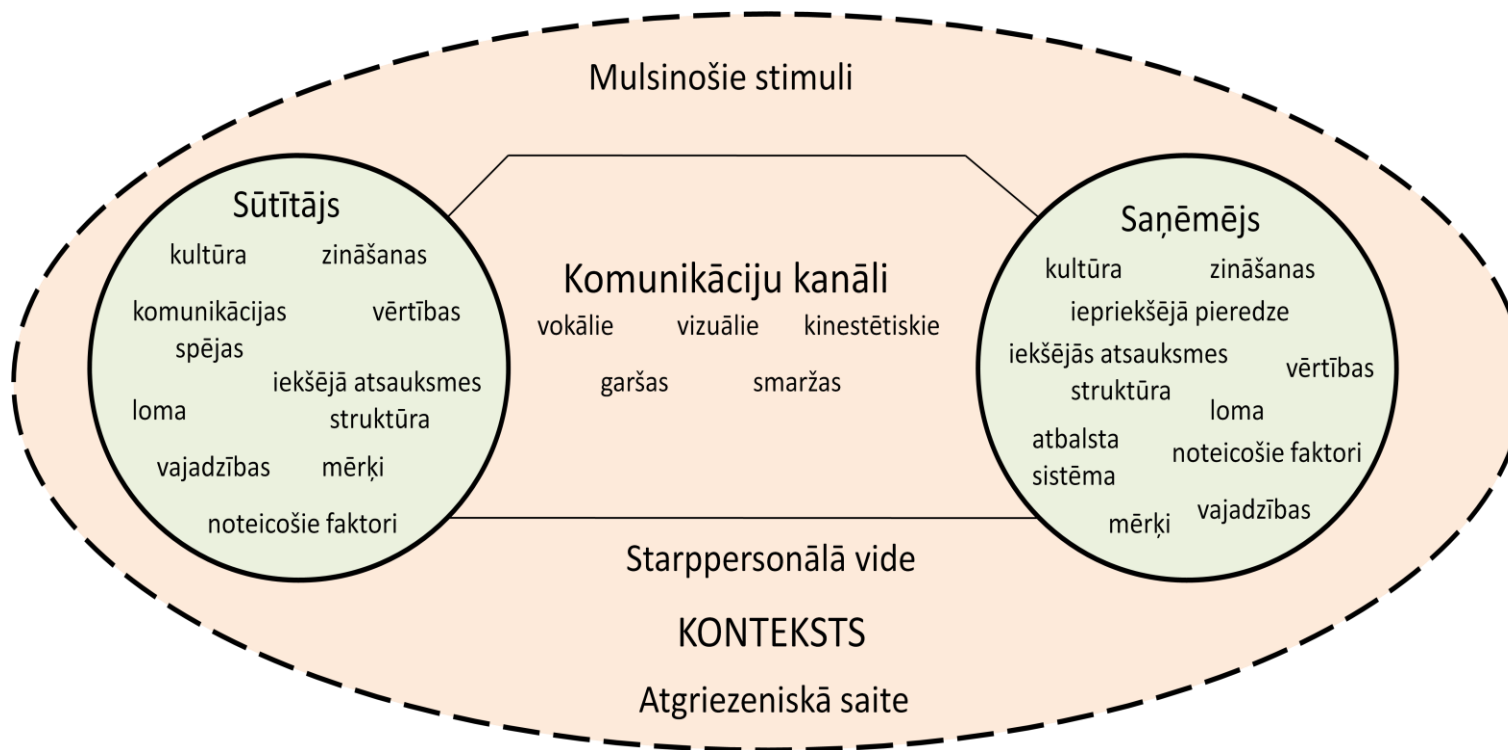 Mulsinošie stimuli
Sūtītājs
kultūra zināšanas
komunikācijas vērtības
spējas
iekšējā atsauksmes
loma struktūra
vajadzības mērķi
noteicošie faktori
Komunikāciju kanāli
vokālie vizuālie kinestētiskie
garšas smaržas
Saņēmējs
kultūra zināšanas
iepriekšējā pieredze
iekšējās atsauksmes vērtības
struktūra
loma
atbalsta noteicošie faktori
sistēma
mērķi vajadzības
Starppersonālā vide
KONTEKSTS
Atgriezeniskā saite